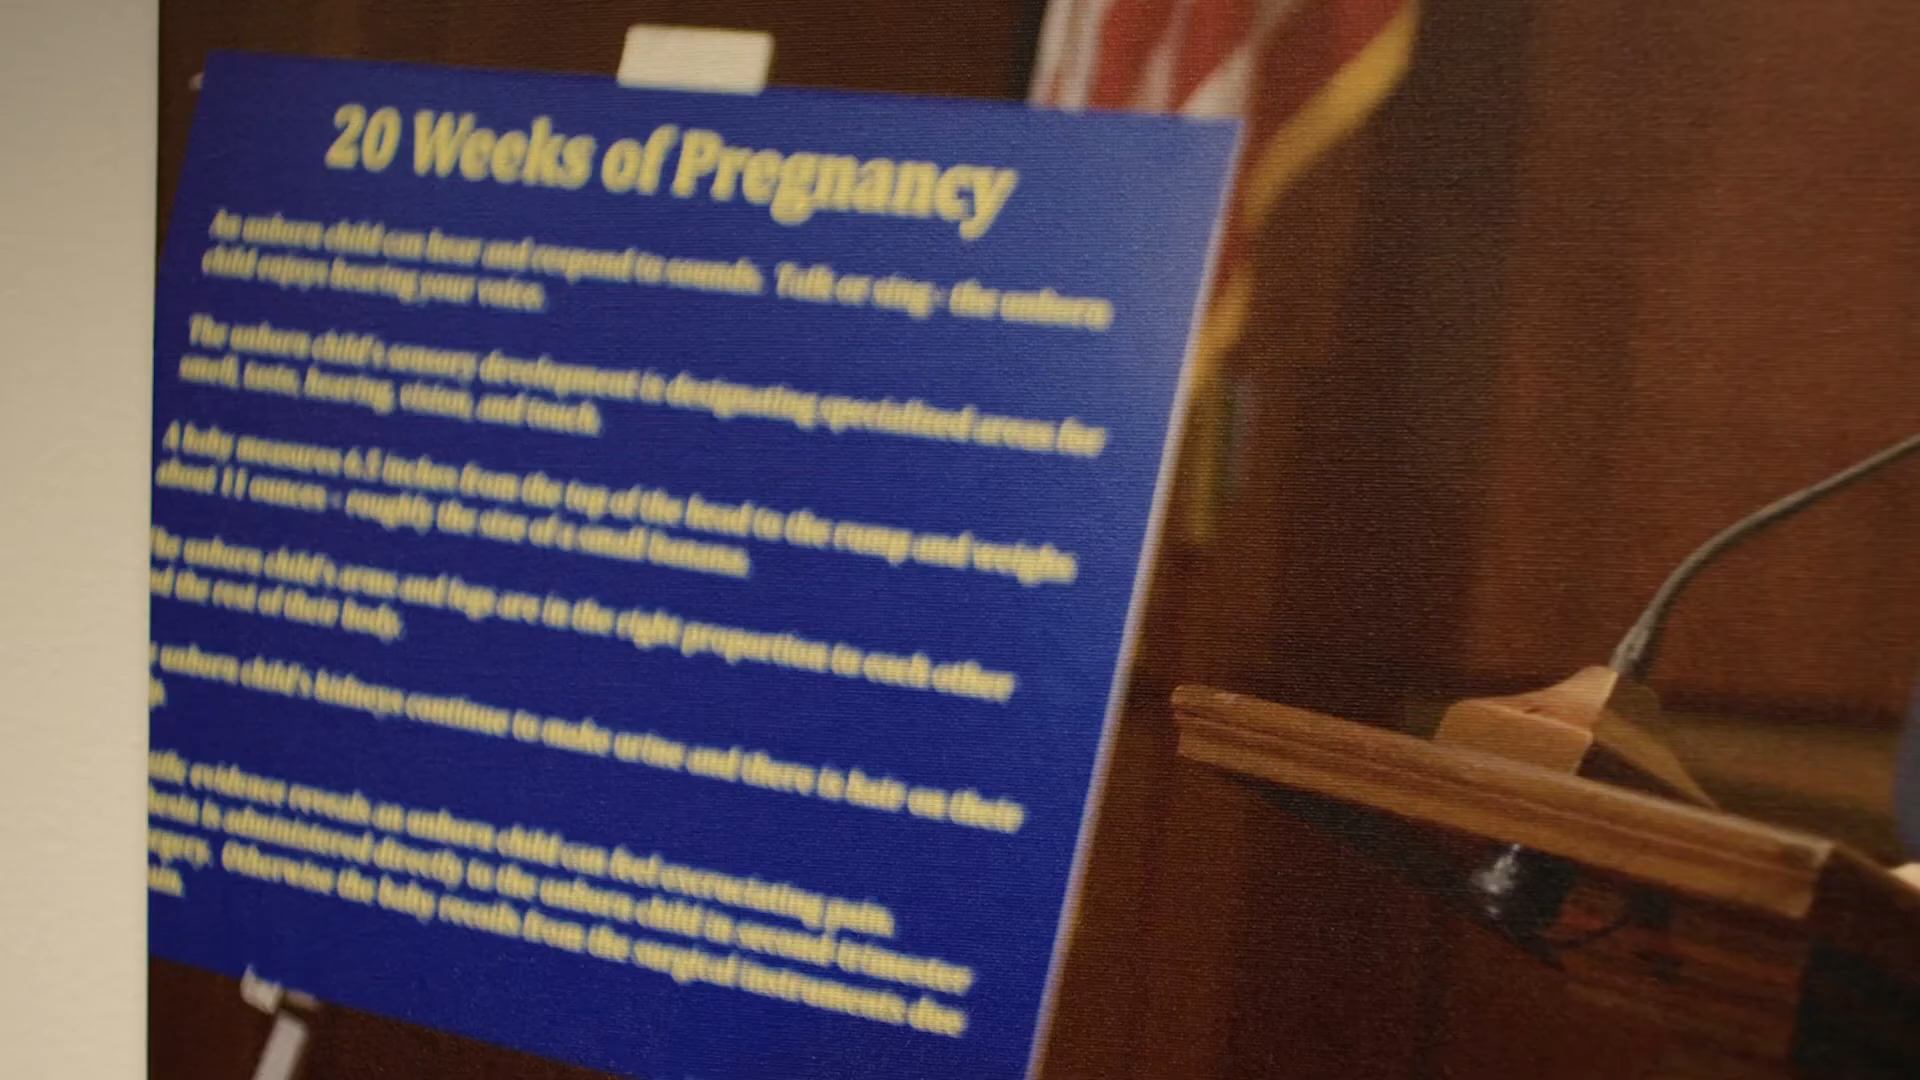 20 Weeks of Pregnancy
An unborn child can hear and respond to sounds. Talk or sing - the unborn
child enjoys hearing your voice.
The unborn child's sensory development is designating specialized areas for
smell, taste, hearing, vision, and touch.
A baby measures 6.5 inches from the top of the head to the rump and weighs
about 11 ounces - roughly the size of a small banana.
The unborn child's arms and legs are in the right proportion to each other
the rest of their body.
unborn child's kidneys continue to make urine and there is hair on their
evidence reveals an unborn child can feel excruciating pain.
is administered directly to the unborn child in second trimester
Otherwise the baby recoils from the surgical instruments due